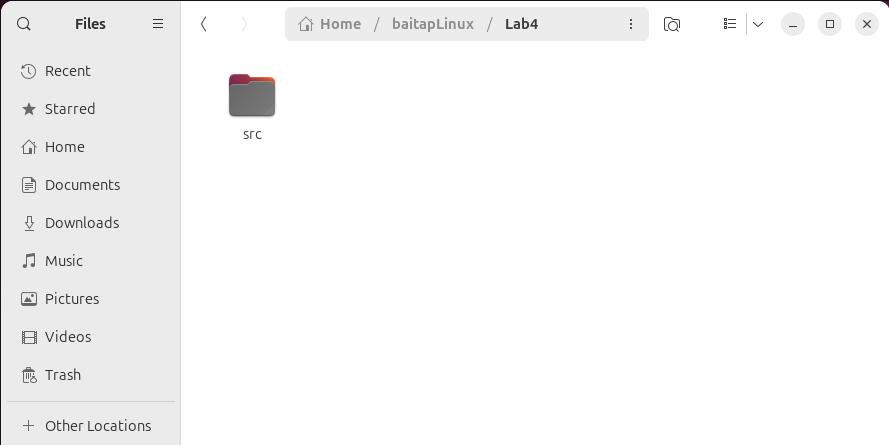 Files
Home / baitapLinux / Lab4
Recent
Starred
Home
Documents
Downloads
Music
Pictures
Videos
Trash
Other Locations
src